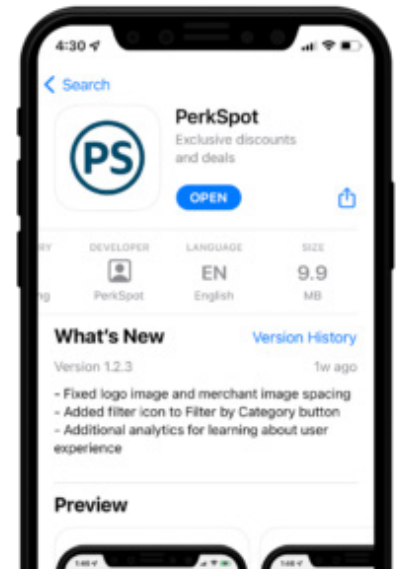 4:30
Search
PS
PerkSpot
Exclusive discounts
and deals
OPEN
RY
DEVELOPER
LANGUAGE
SIZE
EN
9.9
ng
PerkSpot
English
MB
What's New
Version History
Version 1.2.3
1w ago
- Fixed logo image and merchant image spacing
- Added filter icon to Filter by Category button
- Additional analytics for learning about user
experience
Preview